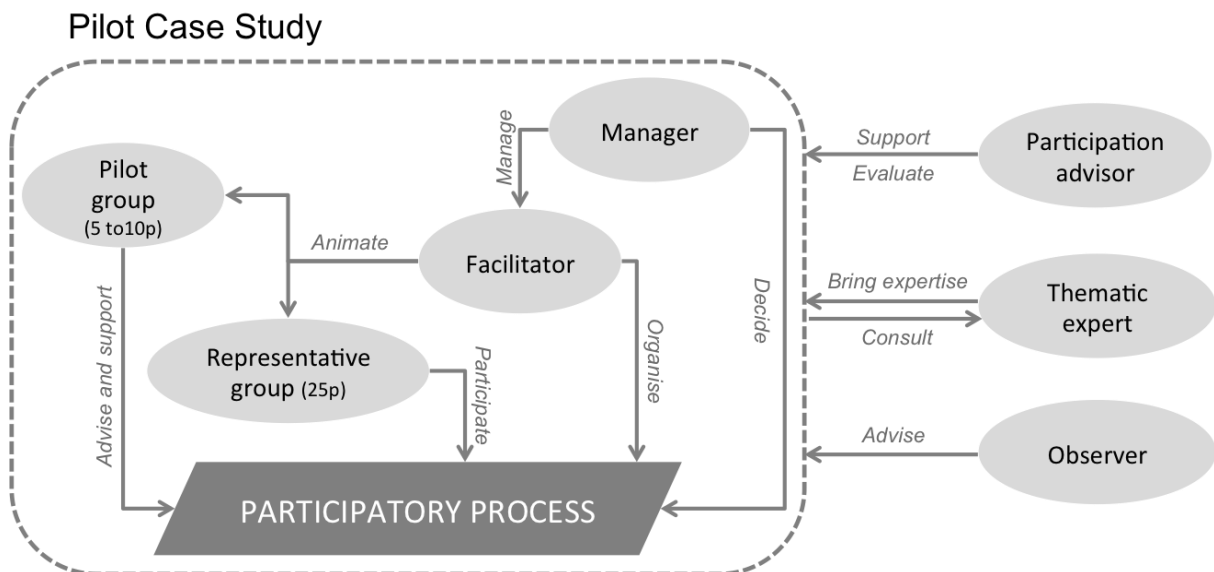 Pilot Case Study
Manager
Manage
Support
Evaluate
Participation
advisor
Pilot
group
(5 to10p)
Animate
Facilitator
Decide
Bring expertise
Consult
Thematic
expert
Advise and support
Representative
group (25p)
Participate
Organise
Advise
Observer
PARTICIPATORY PROCESS